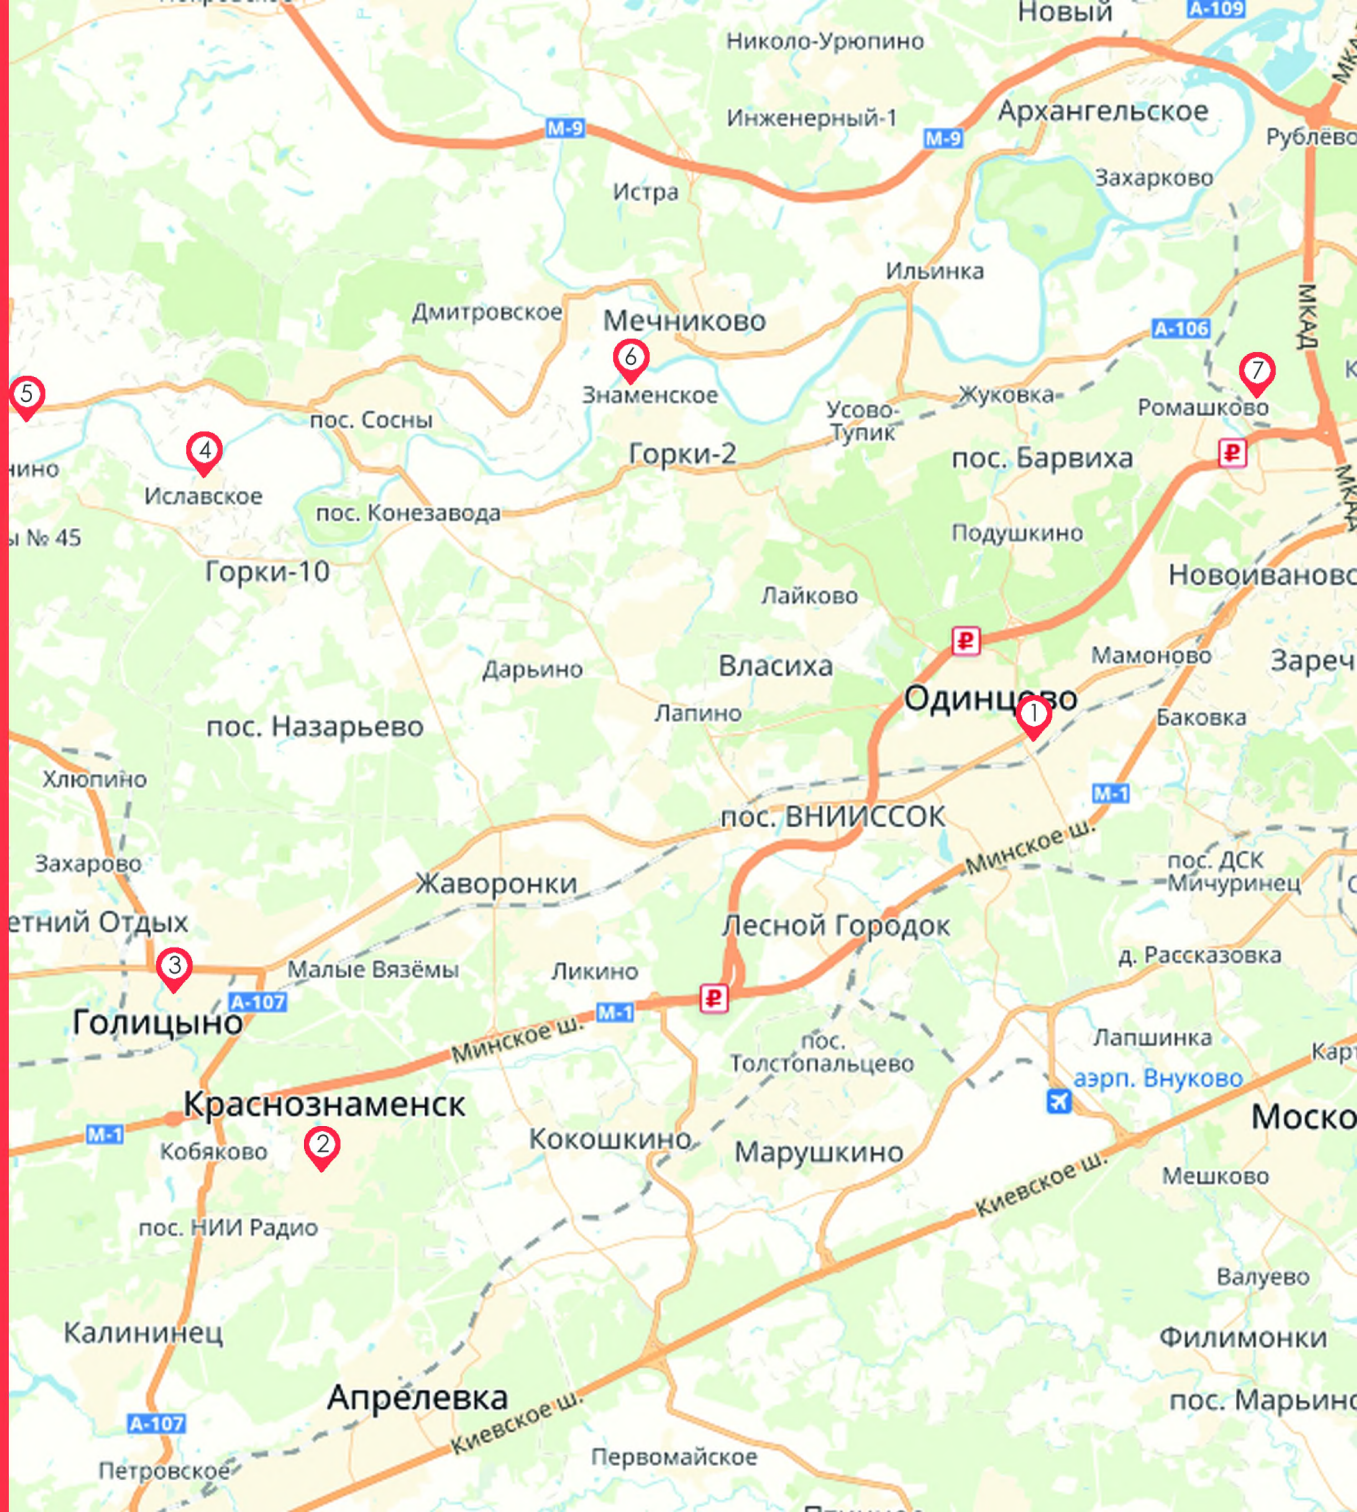 Новый
А-109
Николо-Урюпино
МКАД
М-9
Инженерный-1
М-9
Архангельское
Рублёво
Истра
Захарково
Ильинка
Дмитровское
Мечниково
А-106
МКАД
6
7
5
Знаменское
Жуковка
Ромашково
пос. Сосны
Усово-
Тупик
4
Горки-2
пос. Барвиха
₽
нино
Иславское
МКАД
пос. Конезавода
ы № 45
Подушкино
Горки-10
Новоивановс
Лайково
₽
Дарьино
Власиха
Мамоново
Зареч
Одинцово
1
Лапино
Баковка
пос. Назарьево
Хлюпино
М-1
пос. ВНИИССОК
Минское ш.
Захарово
пос. ДСК
Мичуринец
Жаворонки
етний Отдых
Лесной Городок
д. Рассказовка
3
Малые Вязёмы
Ликино
А-107
М-1
₽
Голицыно
Минское ш.
пос.
Толстопальцево
Лапшинка
Карт
аэрп. Внуково
Краснознаменск
Моско
М-1
2
Кобяково
Кокошкино
Марушкино
Киевское ш.
Мешково
пос. НИИ Радио
Валуево
Калининец
Филимонки
Апрелевка
пос. Марьинс
А-107
Киевское ш.
Петровское
Первомайское